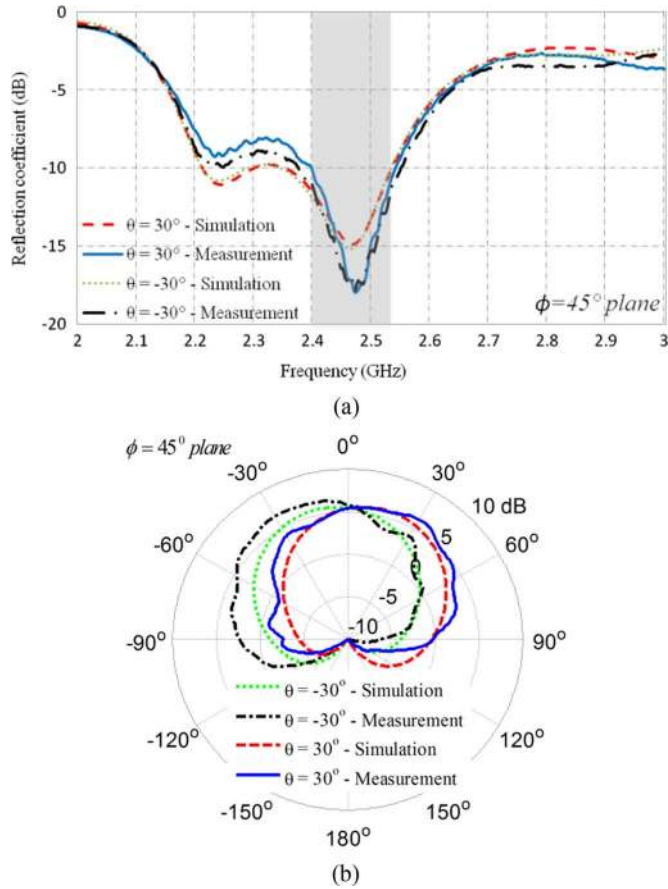 0
-5
-10
-15
-20
Reflection coefficient (dB)
θ = 30° - Simulation
θ = 30° - Measurement
θ = -30° - Simulation
θ = -30° - Measurement
ϕ=45° plane
2 2.1 2.2 2.3 2.4 2.5 2.6 2.7 2.8 2.9 3
Frequency (GHz)
(a)
ϕ = 45⁰ plane
0°
-30° 30°
10 dB
-60° 5 60°
-5
-10
-90° 90°
θ = -30° - Simulation
θ = -30° - Measurement
-120° 120°
θ = 30° - Simulation
θ = 30° - Measurement
-150° 150°
180°
(b)